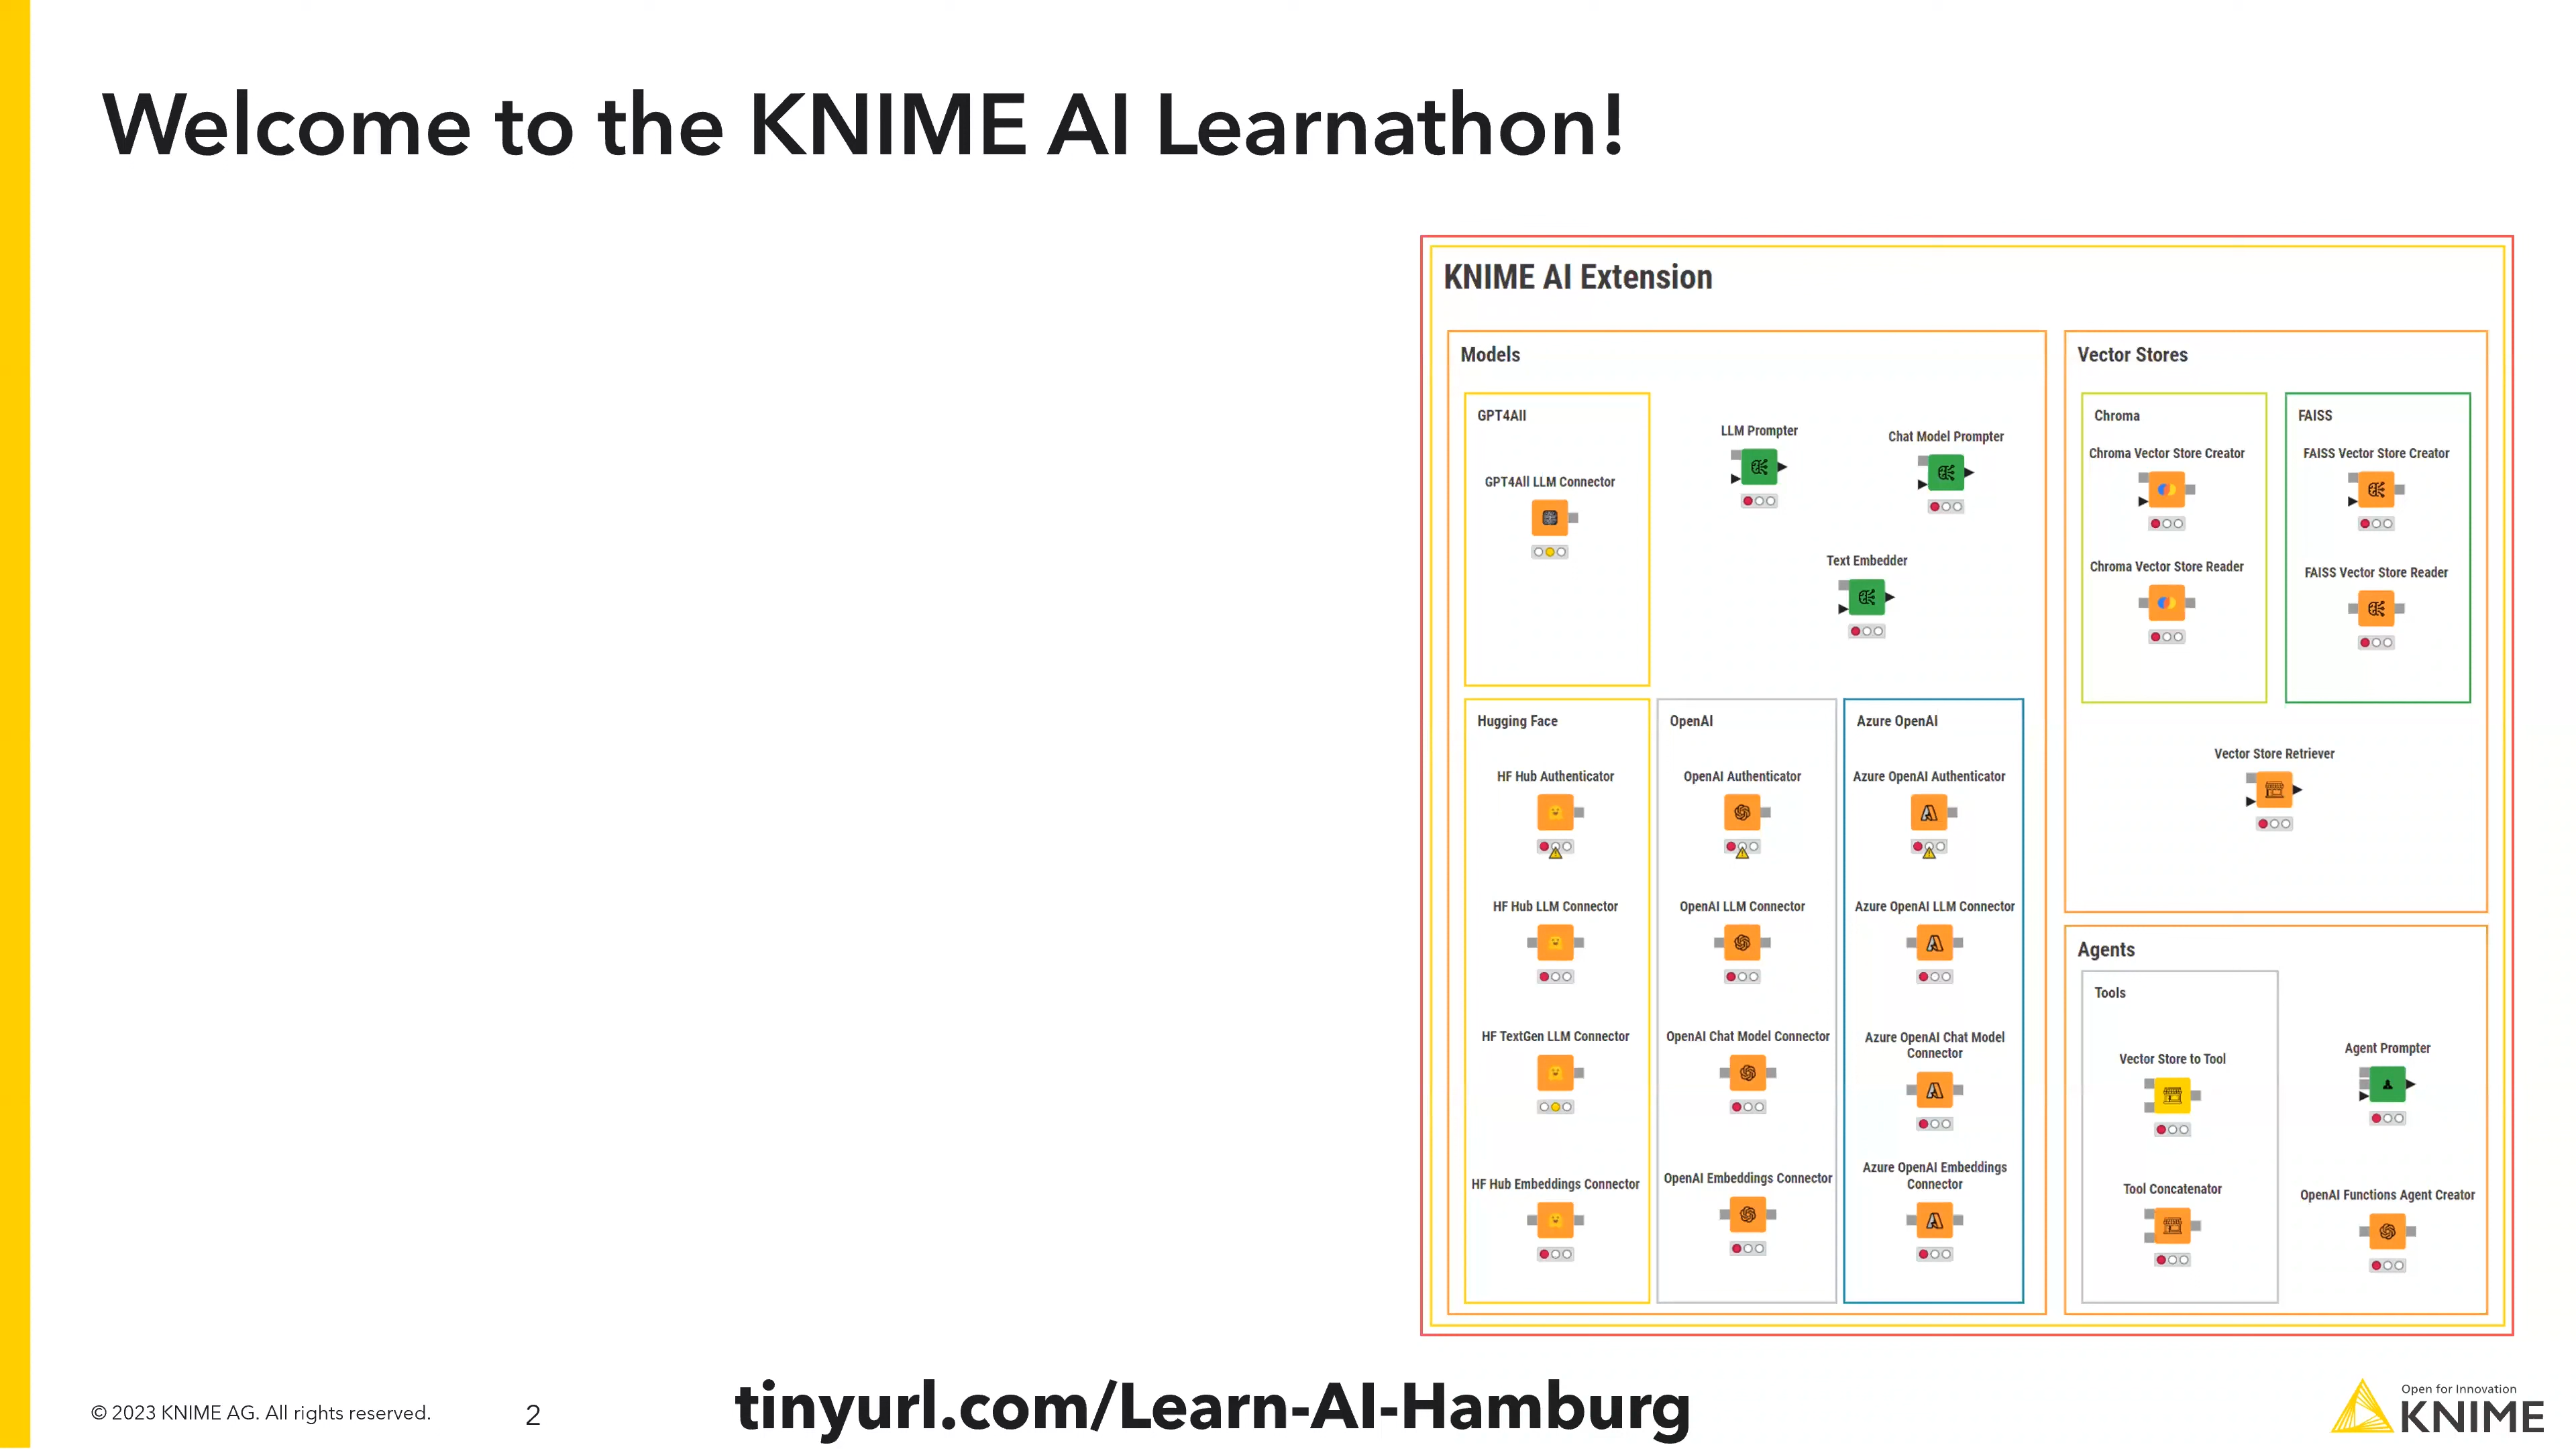 Welcome to the KNIME AI Learnathon!
KNIME AI Extension
Models
GPT4All
GPT4All LLM Connector
LLM Prompter
Chat Model Prompter
Text Embedder
Hugging Face
HF Hub Authenticator
HF Hub LLM Connector
HF TextGen LLM Connector
HF Hub Embeddings Connector
OpenAI
OpenAI Authenticator
OpenAI LLM Connector
OpenAI Chat Model Connector
OpenAI Embeddings Connector
Azure OpenAI
Azure OpenAI Authenticator
Azure OpenAI LLM Connector
Azure OpenAI Chat Model
Connector
Azure OpenAI Embeddings
Connector
Vector Stores
Chroma
Chroma Vector Store Creator
Chroma Vector Store Reader
FAISS
FAISS Vector Store Creator
FAISS Vector Store Reader
Vector Store Retriever
Agents
Tools
Vector Store to Tool
Tool Concatenator
Agent Prompter
OpenAI Functions Agent Creator
© 2023 KNIME AG. All rights reserved.
2
tinyurl.com/Learn-AI-Hamburg
Open for Innovation
KNIME